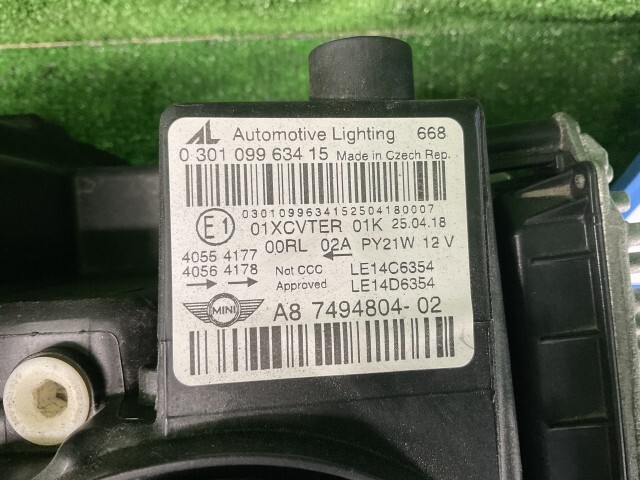 AL Automotive Lighting 668
0 301 099 634 15 Made in Czech Rep.
0301099634152504180007
E1 01XCVTER 01K 25.04.18
00RL 02A PY21W 12 V
4055 4177
4056 4178
Not CCC Approved
LE14C6354
LE14D6354
MINI A8 7494804-02